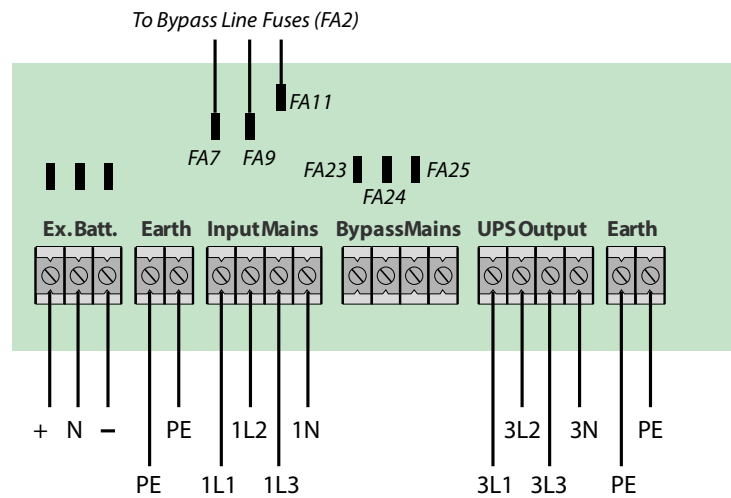 To Bypass Line Fuses (FA2)
FA11
FA7 FA9
FA23 FA25
FA24
Ex. Batt. Earth Input Mains Bypass Mains UPS Output Earth
+ N – PE 1L2 1N 3L2 3N PE
PE 1L1 1L3 3L1 3L3 PE